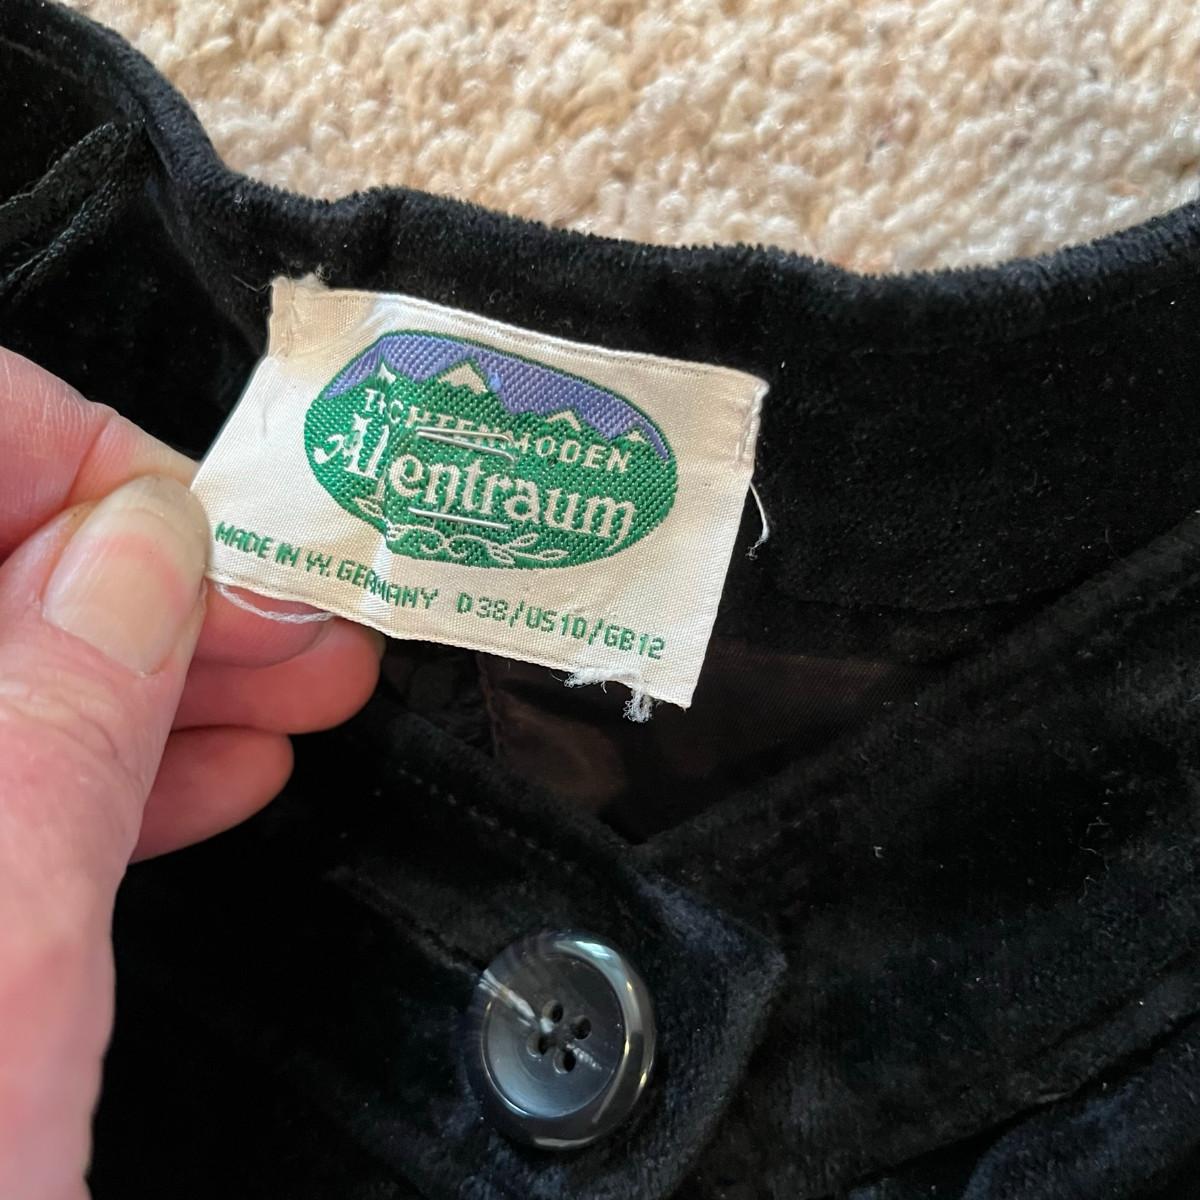 TRACHTENMODEN
Alpentraum
MADE IN W. GERMANY D38/US10/GB12